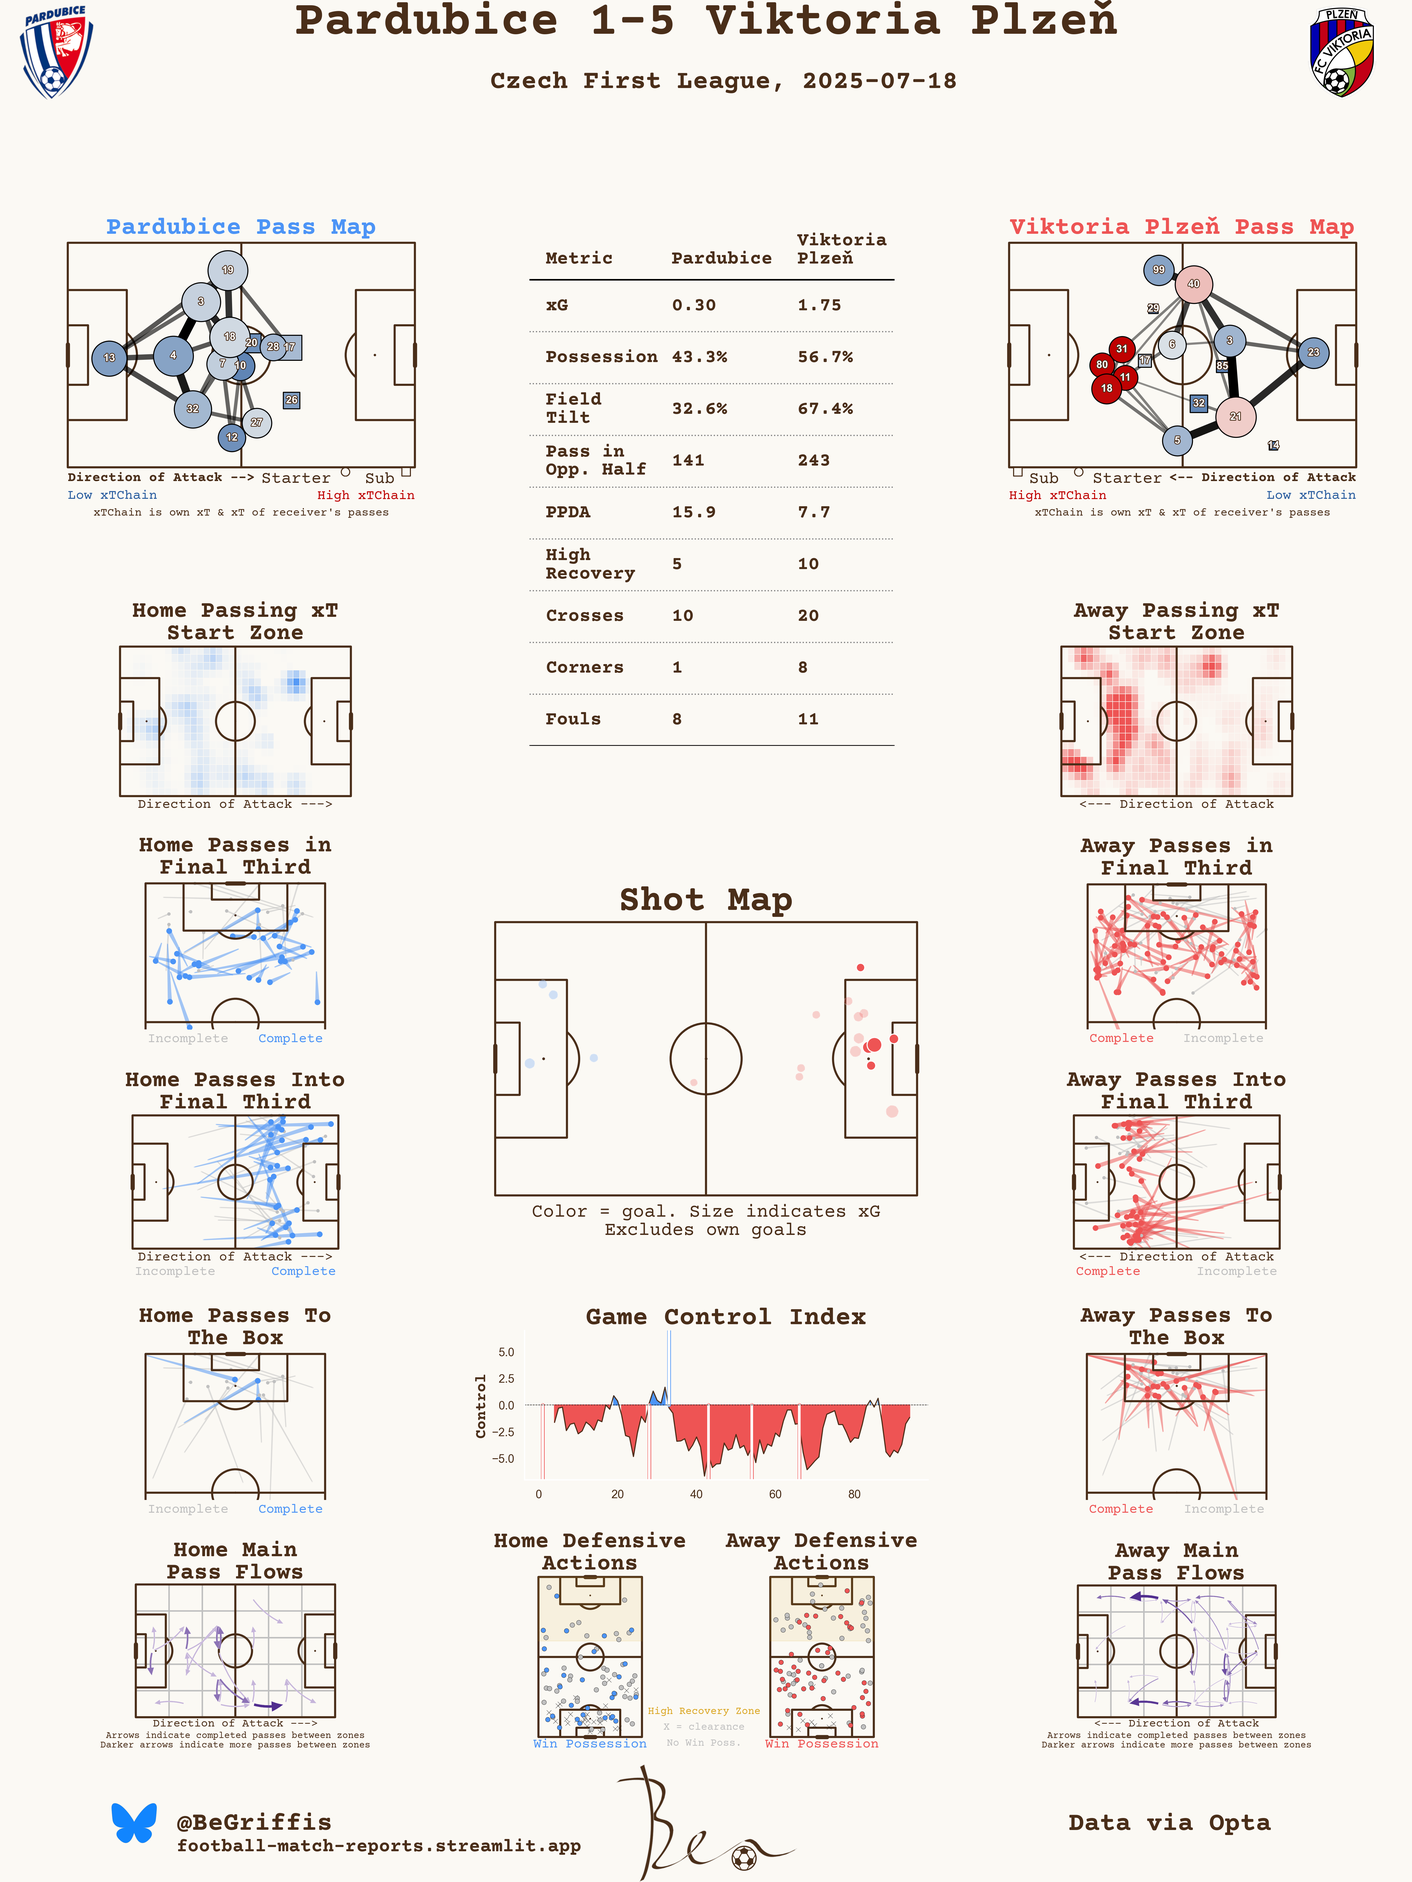 Pardubice 1-5 Viktoria Plzeň
Czech First League, 2025-07-18
PARDUBICE
PLZEŇ
FC VIKTORIA
Pardubice Pass Map
19
3
18
20
28
17
13
4
7
10
26
32
27
12
Direction of Attack --> Starter Sub
Low xTChain High xTChain
xTChain is own xT & xT of receiver's passes
Metric Pardubice Viktoria Plzeň
xG 0.30 1.75
Possession 43.3% 56.7%
Field Tilt 32.6% 67.4%
Pass in Opp. Half 141 243
PPDA 15.9 7.7
High Recovery 5 10
Crosses 10 20
Corners 1 8
Fouls 8 11
Viktoria Plzeň Pass Map
99
40
29
31
6
3
23
80
17
85
11
18
32
21
5
14
Sub Starter <-- Direction of Attack
High xTChain Low xTChain
xTChain is own xT & xT of receiver's passes
Home Passing xT
Start Zone
Direction of Attack --->
Away Passing xT
Start Zone
<--- Direction of Attack
Home Passes in
Final Third
Incomplete Complete
Away Passes in
Final Third
Complete Incomplete
Shot Map
Color = goal. Size indicates xG
Excludes own goals
Home Passes Into
Final Third
Direction of Attack --->
Incomplete Complete
Away Passes Into
Final Third
<--- Direction of Attack
Complete Incomplete
Home Passes To
The Box
Incomplete Complete
Game Control Index
Control
5.0
2.5
0.0
−2.5
−5.0
0 20 40 60 80
Away Passes To
The Box
Complete Incomplete
Home Main
Pass Flows
Direction of Attack --->
Arrows indicate completed passes between zones
Darker arrows indicate more passes between zones
Home Defensive
Actions
Win Possession
Away Defensive
Actions
Win Possession
High Recovery Zone
X = clearance
No Win Poss.
Away Main
Pass Flows
<--- Direction of Attack
Arrows indicate completed passes between zones
Darker arrows indicate more passes between zones
@BeGriffis
football-match-reports.streamlit.app
Ben
Data via Opta